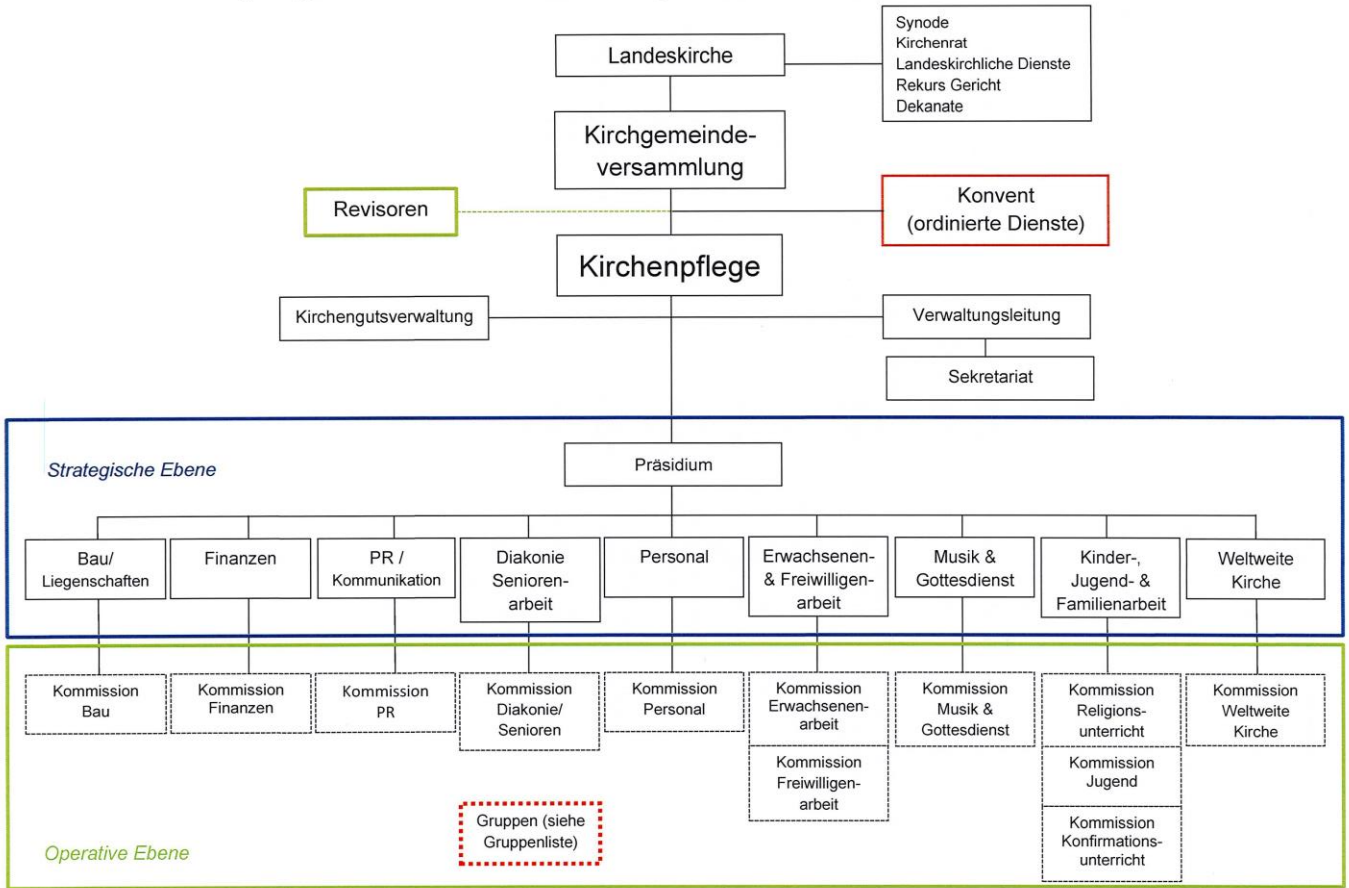 Landeskirche
Synode
Kirchenrat
Landeskirchliche Dienste
Rekurs Gericht
Dekanate
Kirchgemeinde-
versammlung
Revisoren
Konvent
(ordinierte Dienste)
Kirchenpflege
Kirchengutsverwaltung
Verwaltungsleitung
Sekretariat
Strategische Ebene
Präsidium
Bau/
Liegenschaften
Finanzen
PR /
Kommunikation
Diakonie
Senioren-
arbeit
Personal
Erwachsenen-
& Freiwilligen-
arbeit
Musik &
Gottesdienst
Kinder-,
Jugend- &
Familienarbeit
Weltweite
Kirche
Kommission
Bau
Kommission
Finanzen
Kommission
PR
Kommission
Diakonie/
Senioren
Kommission
Personal
Kommission
Erwachsenen-
arbeit
Kommission
Freiwilligen-
arbeit
Kommission
Musik &
Gottesdienst
Kommission
Religions-
unterricht
Kommission
Jugend
Kommission
Konfirmations-
unterricht
Kommission
Weltweite
Kirche
Gruppen (siehe
Gruppenliste)
Operative Ebene